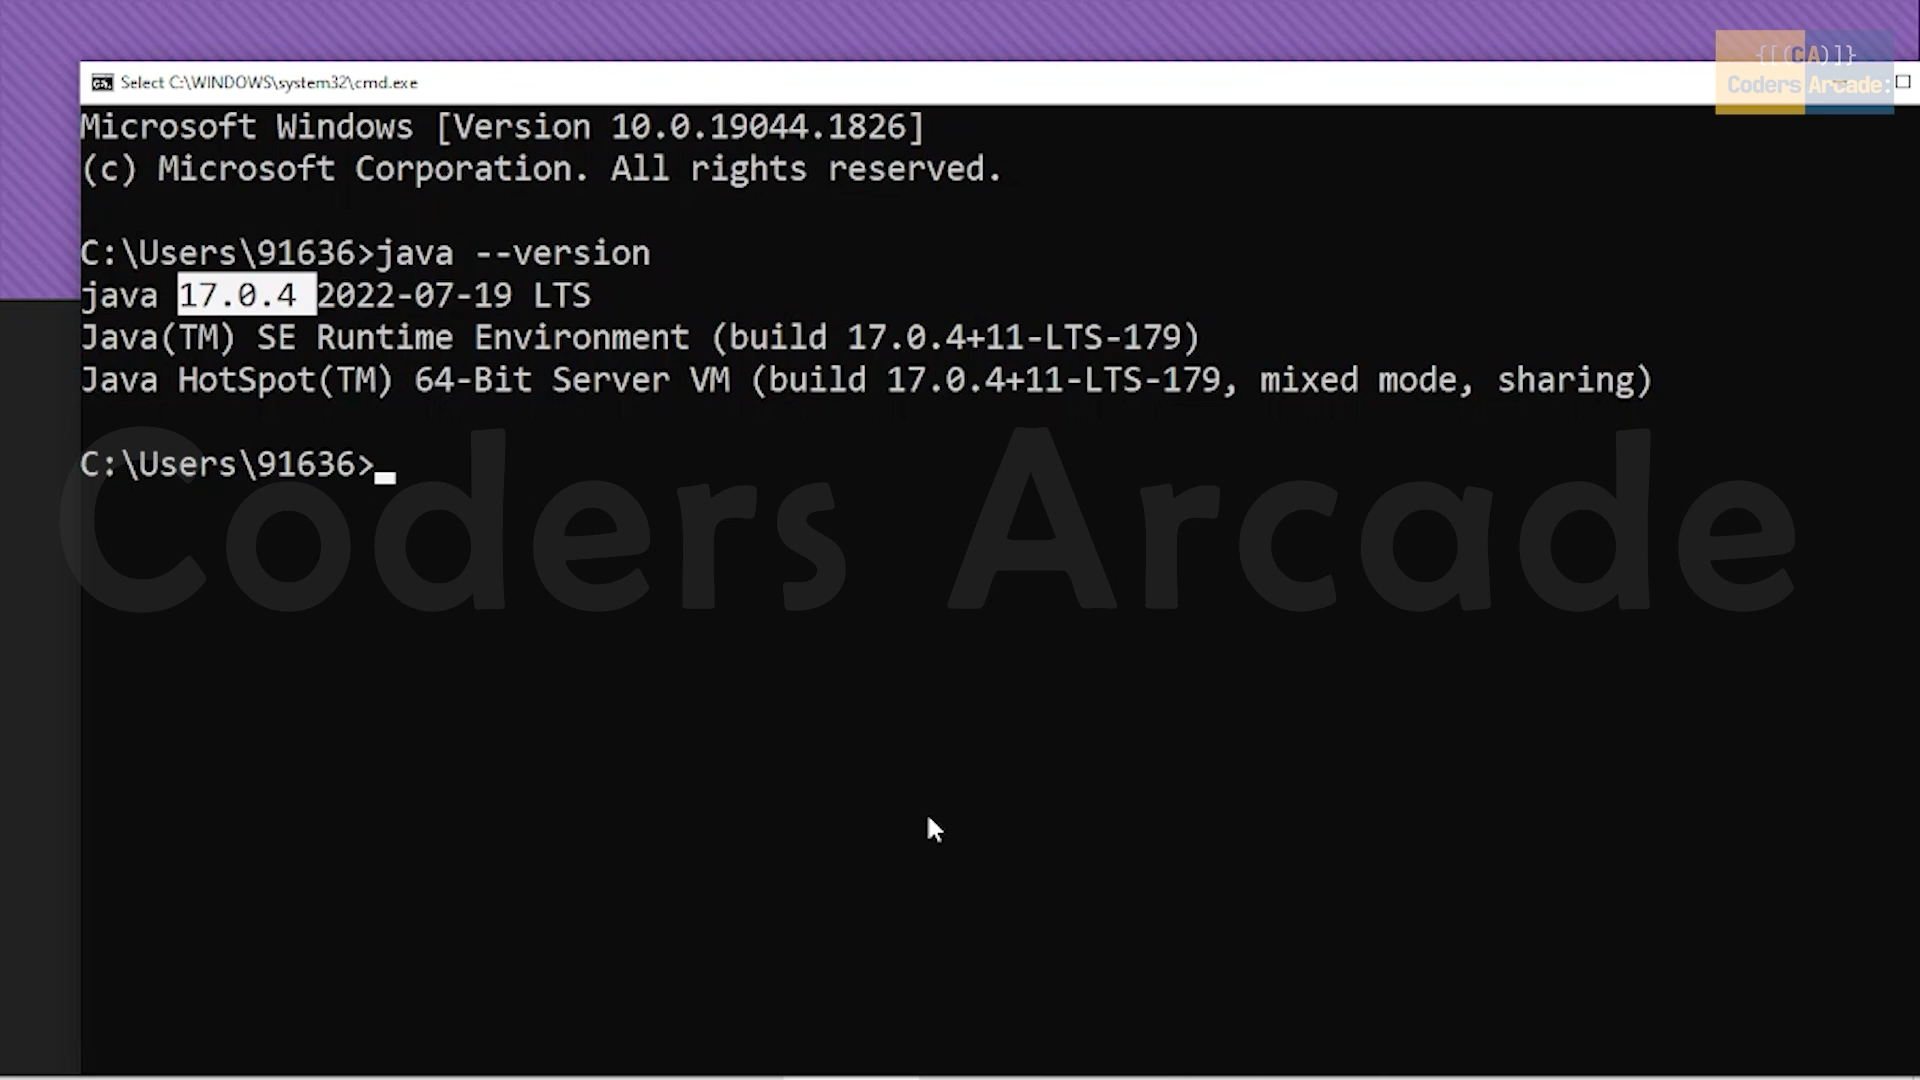 {[(CA)]}
Coders Arcade:
Select C:\WINDOWS\system32\cmd.exe
Microsoft Windows [Version 10.0.19044.1826]
(c) Microsoft Corporation. All rights reserved.
C:\Users\91636>java --version
java 17.0.4 2022-07-19 LTS
Java(TM) SE Runtime Environment (build 17.0.4+11-LTS-179)
Java HotSpot(TM) 64-Bit Server VM (build 17.0.4+11-LTS-179, mixed mode, sharing)
C:\Users\91636>
Coders Arcade